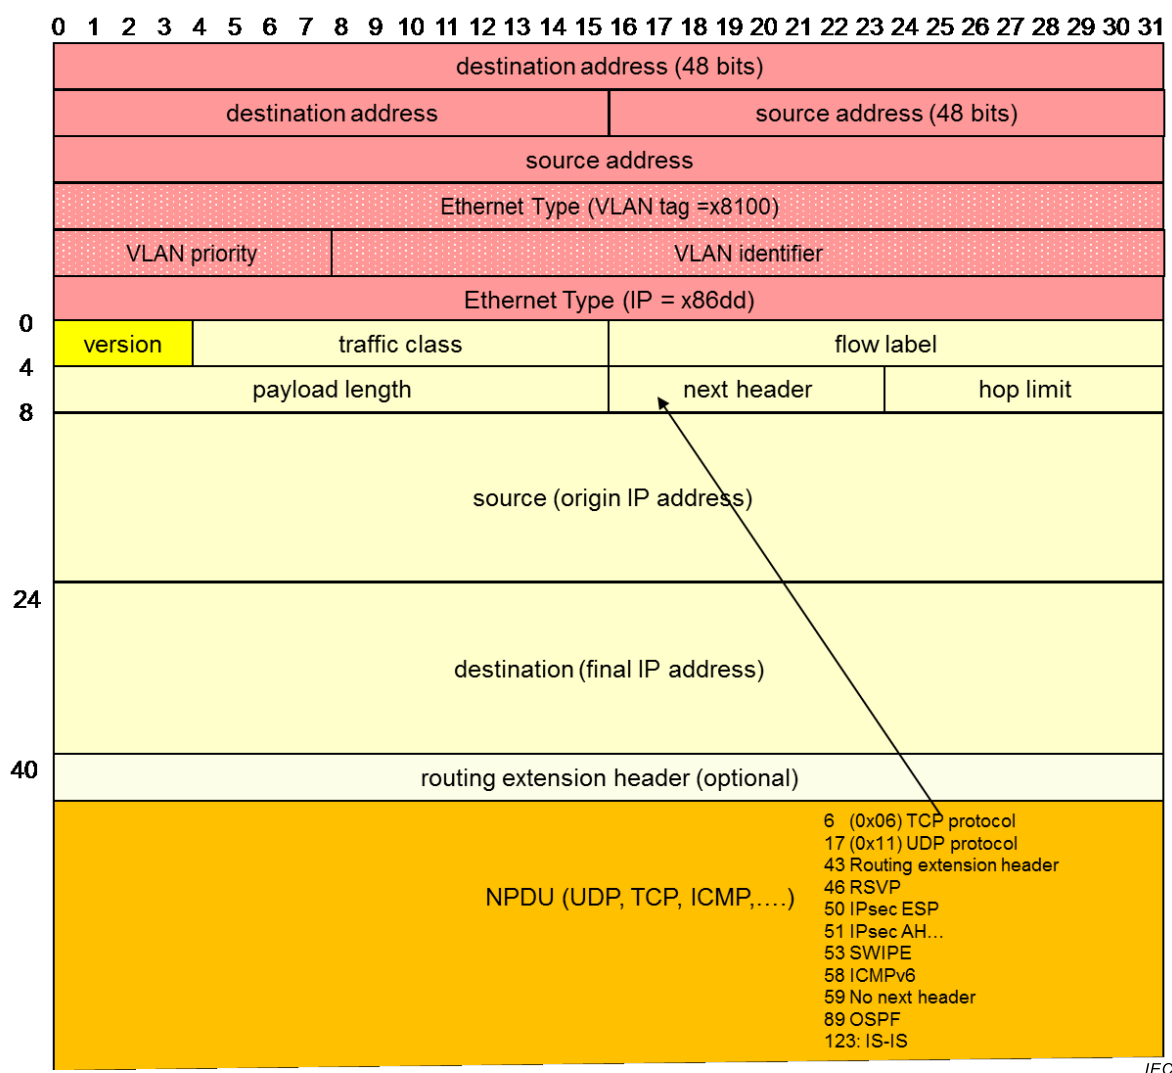 0 1 2 3 4 5 6 7 8 9 10 11 12 13 14 15 16 17 18 19 20 21 22 23 24 25 26 27 28 29 30 31
destination address (48 bits)
destination address source address (48 bits)
source address
Ethernet Type (VLAN tag =x8100)
VLAN priority VLAN identifier
Ethernet Type (IP = x86dd)
0
version traffic class flow label
4
payload length next header hop limit
8
source (origin IP address)
24
destination (final IP address)
40
routing extension header (optional)
6 (0x06) TCP protocol
17 (0x11) UDP protocol
43 Routing extension header
46 RSVP
NPDU (UDP, TCP, ICMP,....)
50 IPsec ESP
51 IPsec AH...
53 SWIPE
58 ICMPv6
59 No next header
89 OSPF
123: IS-IS
IEC